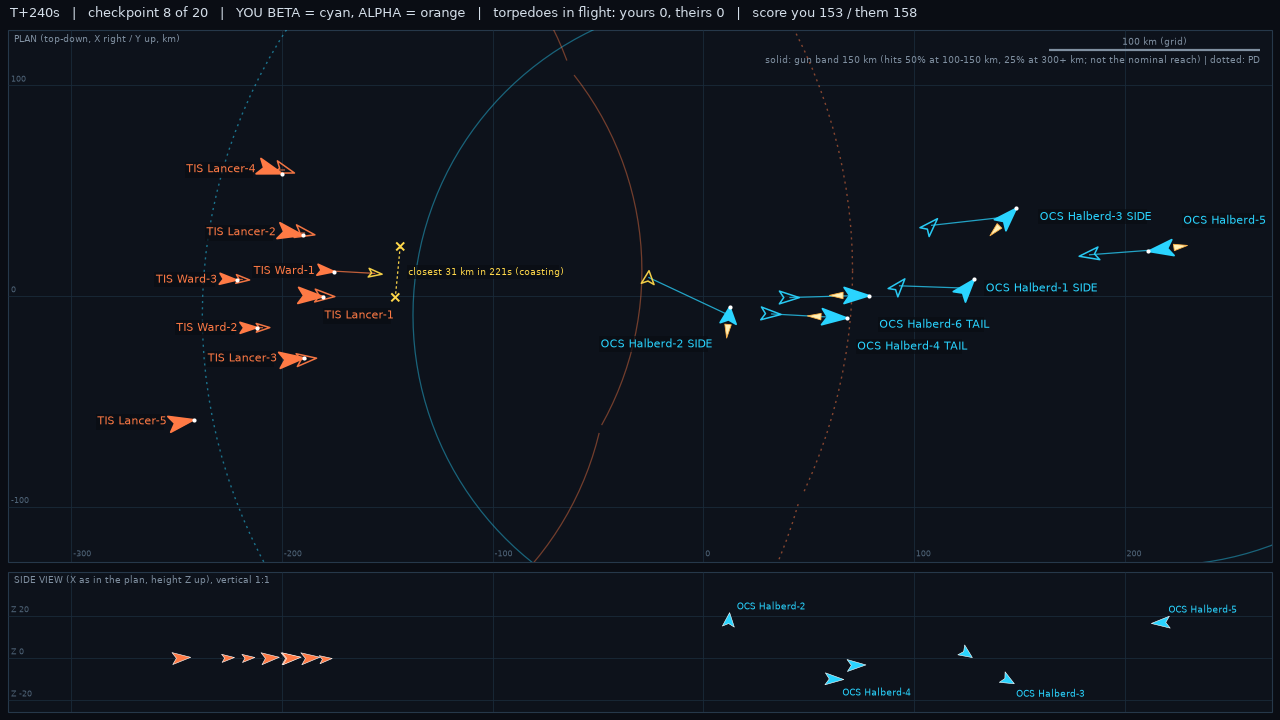 T+240s | checkpoint 8 of 20 | YOU BETA = cyan, ALPHA = orange | torpedoes in flight: yours 0, theirs 0 | score you 153 / them 158
PLAN (top-down, X right / Y up, km)
100 km (grid)
solid: gun band 150 km (hits 50% at 100-150 km, 25% at 300+ km; not the nominal reach) | dotted: PD
100
TIS Lancer-4
OCS Halberd-3 SIDE
OCS Halberd-5
TIS Lancer-2
TIS Ward-1
closest 31 km in 221s (coasting)
TIS Ward-3
0
OCS Halberd-1 SIDE
TIS Lancer-1
OCS Halberd-6 TAIL
TIS Ward-2
OCS Halberd-2 SIDE
OCS Halberd-4 TAIL
TIS Lancer-3
TIS Lancer-5
-100
-300
-200
-100
0
100
200
SIDE VIEW (X as in the plan, height Z up), vertical 1:1
Z 20
OCS Halberd-2
OCS Halberd-5
Z 0
OCS Halberd-4
OCS Halberd-3
Z -20